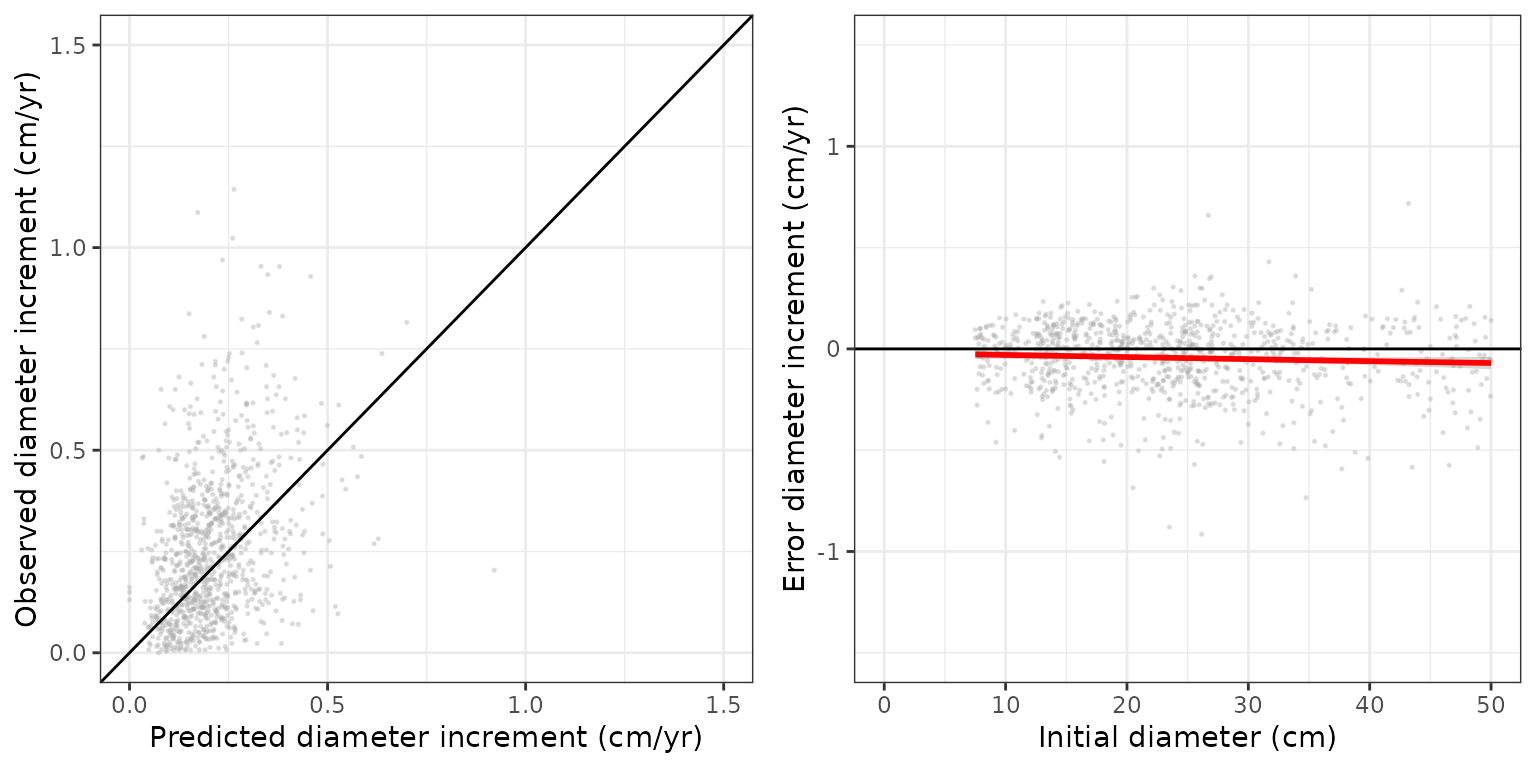 Observed diameter increment (cm/yr)
1.5
1.0
0.5
0.0
0.0 0.5 1.0 1.5
Predicted diameter increment (cm/yr)
Error diameter increment (cm/yr)
1
0
-1
0 10 20 30 40 50
Initial diameter (cm)